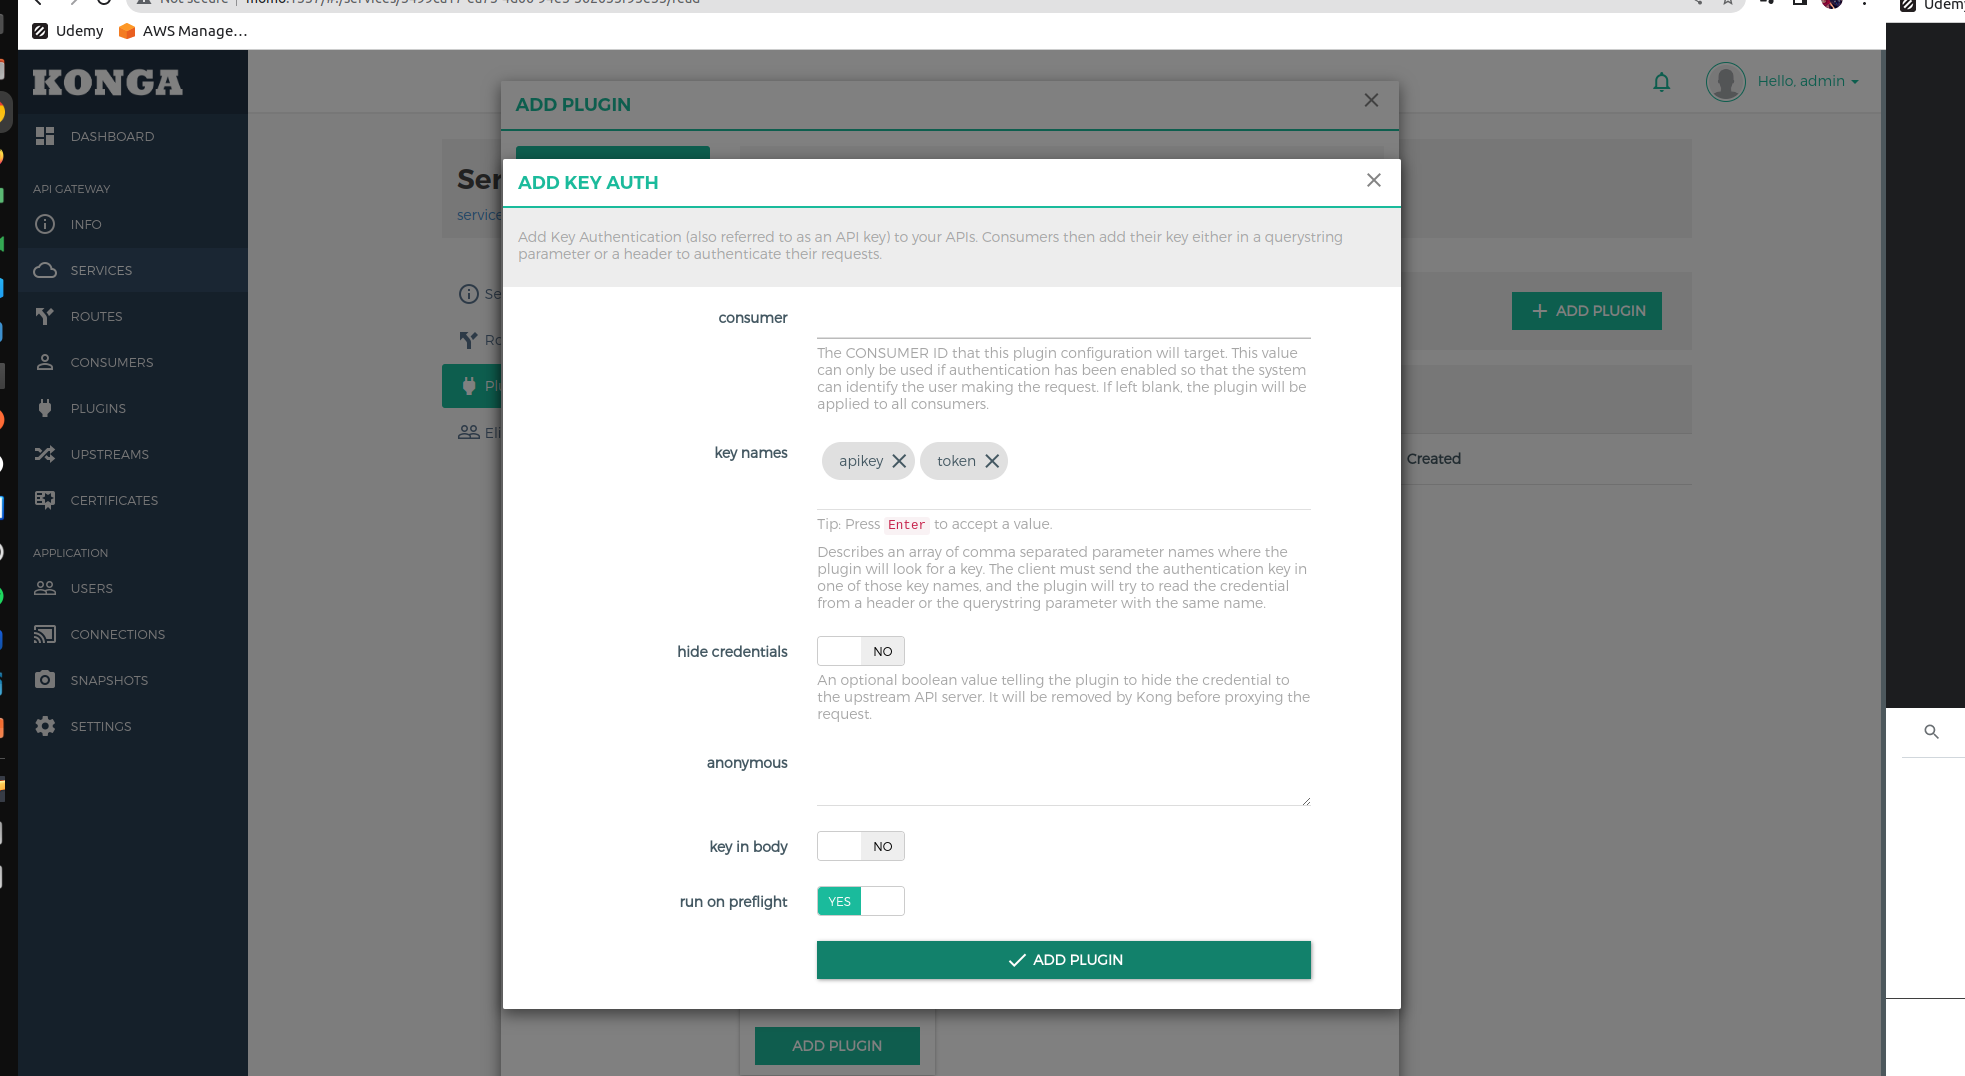 Udemy
AWS Manage...
Udemy
KONGA
DASHBOARD
API GATEWAY
INFO
SERVICES
ROUTES
CONSUMERS
PLUGINS
UPSTREAMS
CERTIFICATES
APPLICATION
USERS
CONNECTIONS
SNAPSHOTS
SETTINGS
Hello, admin
ADD PLUGIN
Ser
service
Se
Ro
Plu
Eli
ADD PLUGIN
Created
ADD KEY AUTH
Add Key Authentication (also referred to as an API key) to your APIs. Consumers then add their key either in a querystring
parameter or a header to authenticate their requests.
consumer
The CONSUMER ID that this plugin configuration will target. This value
can only be used if authentication has been enabled so that the system
can identify the user making the request. If left blank, the plugin will be
applied to all consumers.
key names
apikey
token
Tip: Press Enter to accept a value.
Describes an array of comma separated parameter names where the
plugin will look for a key. The client must send the authentication key in
one of those key names, and the plugin will try to read the credential
from a header or the querystring parameter with the same name.
hide credentials
NO
An optional boolean value telling the plugin to hide the credential to
the upstream API server. It will be removed by Kong before proxying the
request.
anonymous
key in body
NO
run on preflight
YES
ADD PLUGIN
ADD PLUGIN